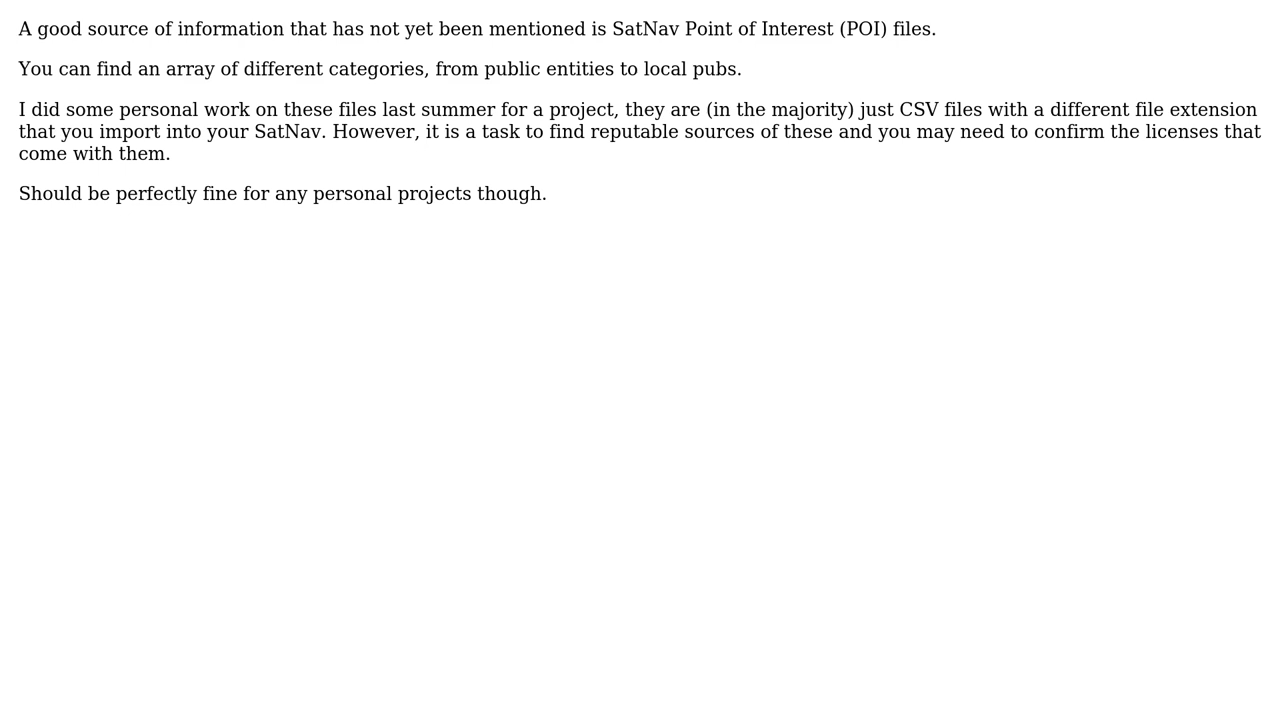 A good source of information that has not yet been mentioned is SatNav Point of Interest (POI) files.
You can find an array of different categories, from public entities to local pubs.
I did some personal work on these files last summer for a project, they are (in the majority) just CSV files with a different file extension
that you import into your SatNav. However, it is a task to find reputable sources of these and you may need to confirm the licenses that
come with them.
Should be perfectly fine for any personal projects though.